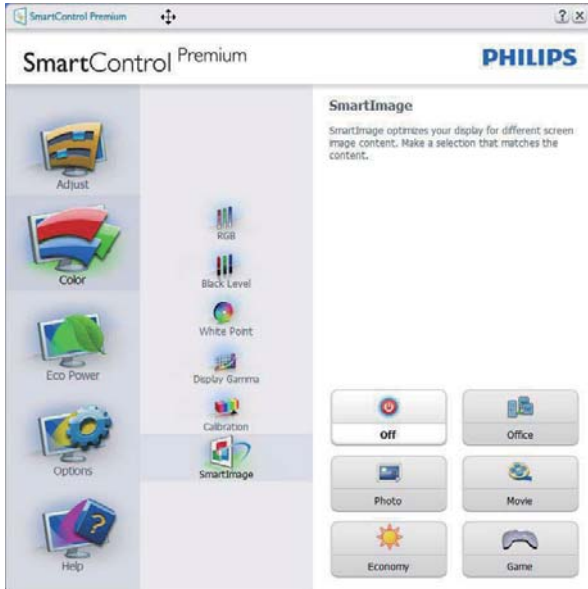 SmartControl Premium
? x
SmartControl Premium
PHILIPS
Adjust
Color
Eco Power
Options
Help
RGB
Black Level
White Point
Display Gamma
Calibration
SmartImage
SmartImage
SmartImage optimizes your display for different screen
image content. Make a selection that matches the
content.
Off
Office
Photo
Movie
Economy
Game